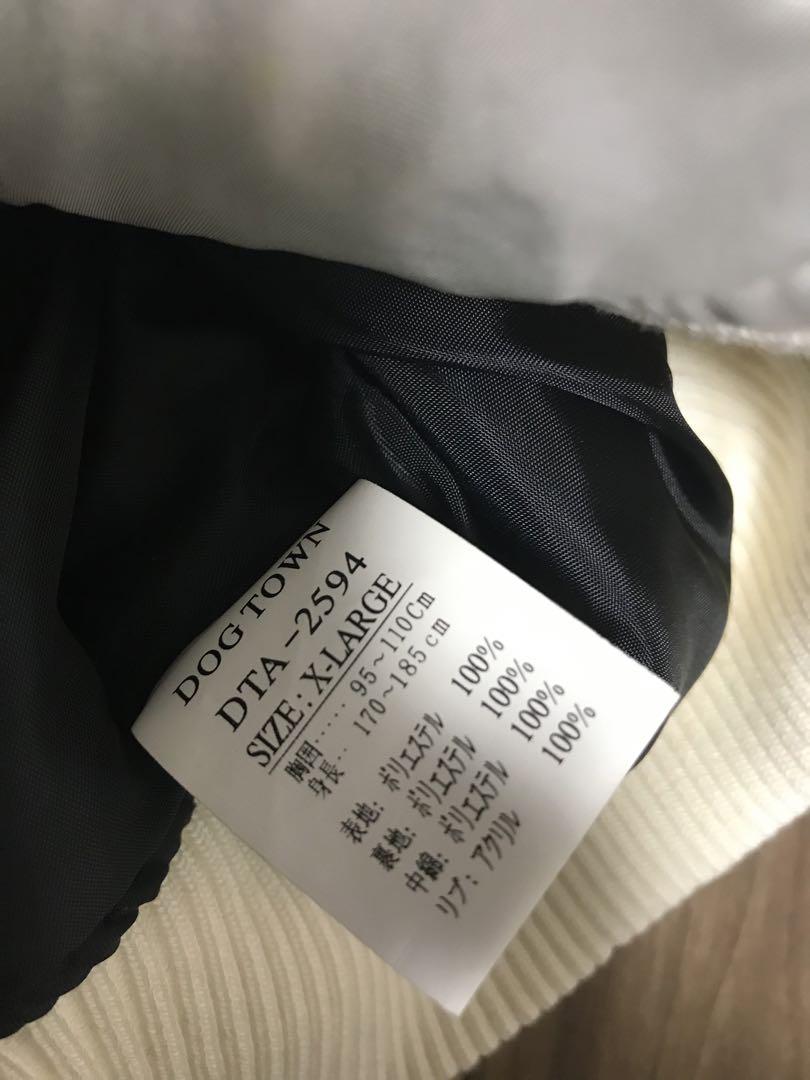 DOG TOWN
DTA-2594
SIZE: X-LARGE
胸囲‥‥‥ 95～110Cm
身長‥ 170～185cm
表地: ポリエステル 100%
裏地: ポリエステル 100%
中綿: ポリエステル 100%
リブ: アクリル 100%